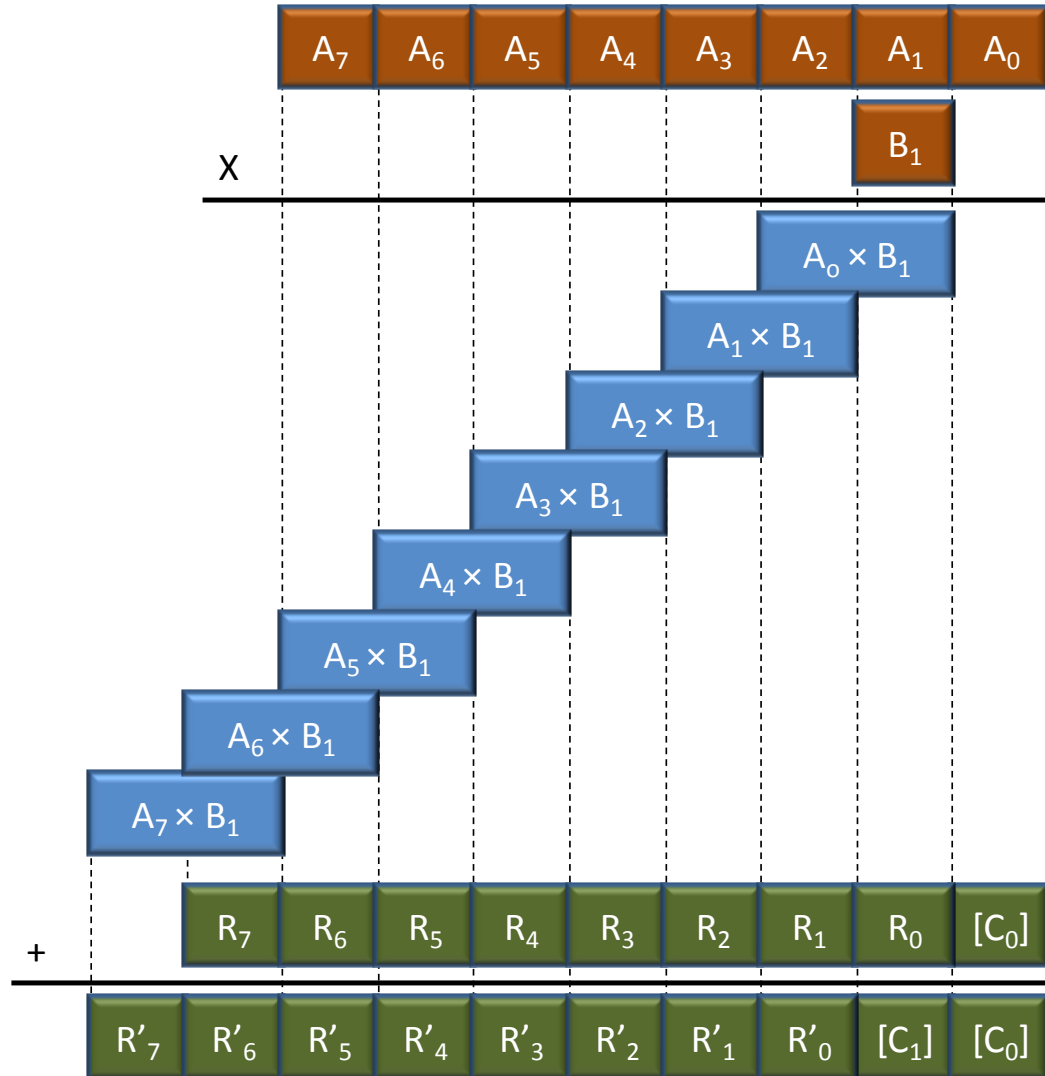 A₇ A₆ A₅ A₄ A₃ A₂ A₁ A₀
B₁
X
Aₒ × B₁
A₁ × B₁
A₂ × B₁
A₃ × B₁
A₄ × B₁
A₅ × B₁
A₆ × B₁
A₇ × B₁
R₇ R₆ R₅ R₄ R₃ R₂ R₁ R₀ [C₀]
+
R’₇ R’₆ R’₅ R’₄ R’₃ R’₂ R’₁ R’₀ [C₁] [C₀]